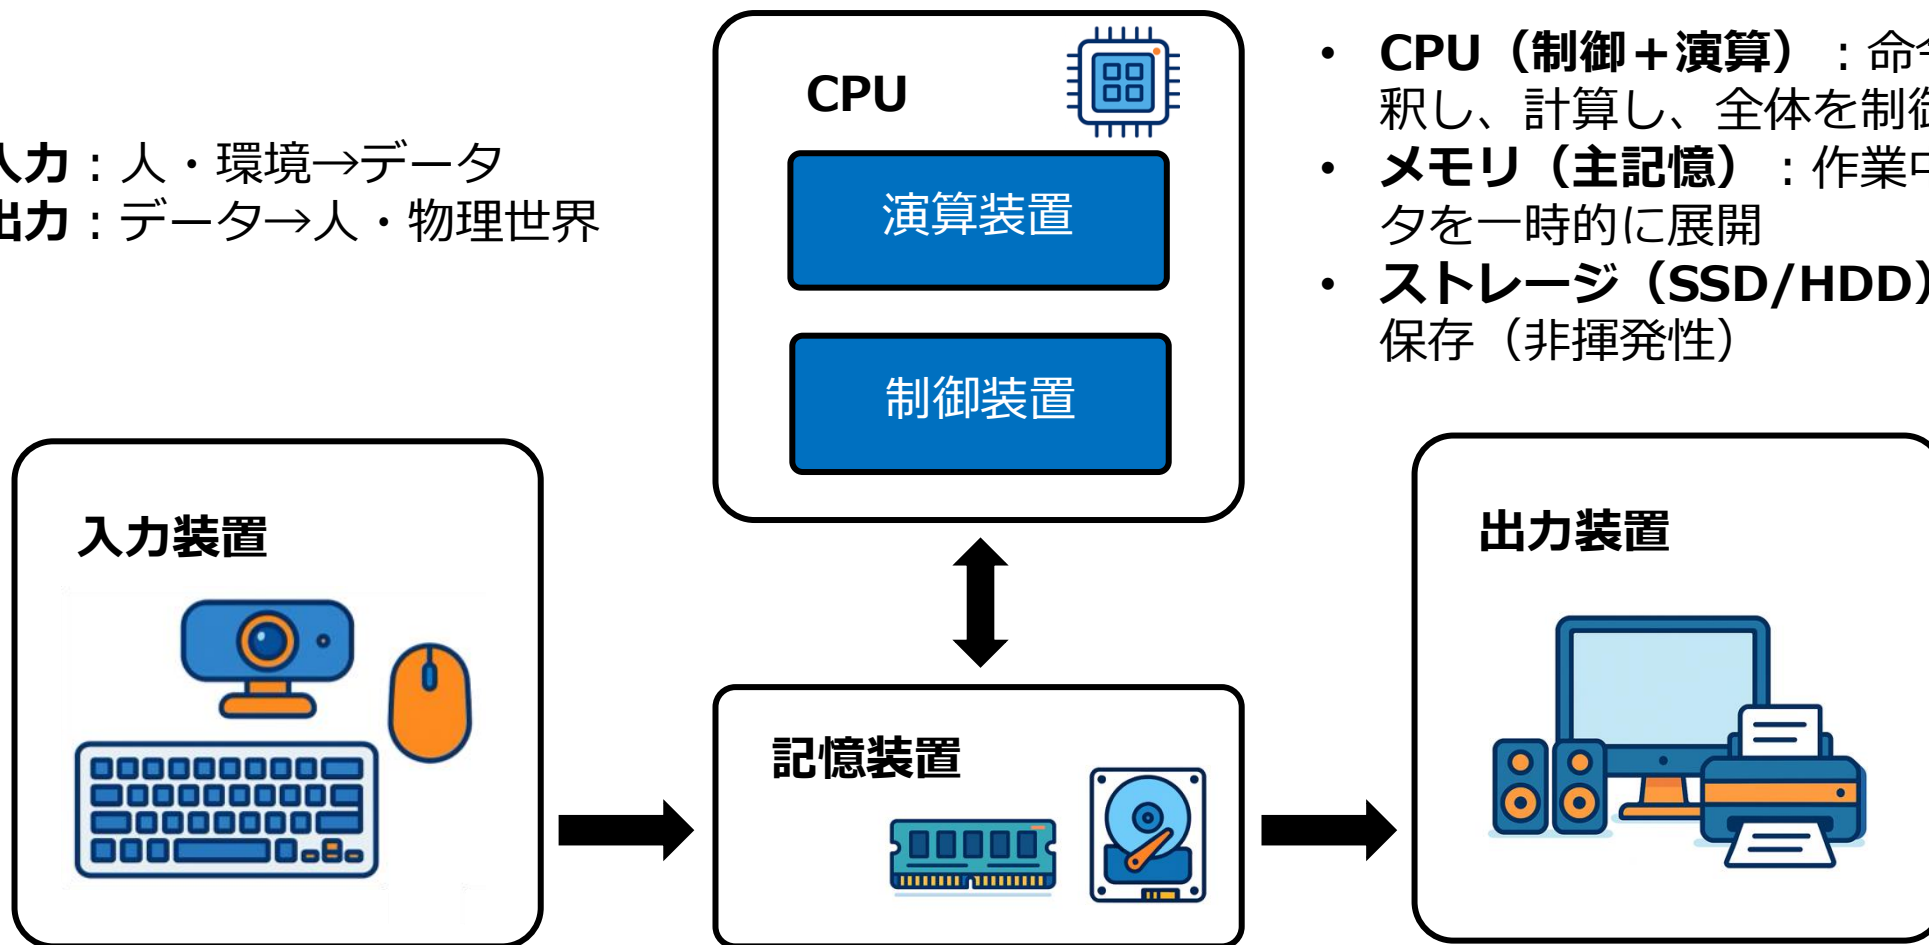 入力：人・環境→データ
出力：データ→人・物理世界
CPU
演算装置
制御装置
• CPU（制御＋演算）：命令
釈し、計算し、全体を制御
• メモリ（主記憶）：作業中
タを一時的に展開
• ストレージ（SSD/HDD）
保存（非揮発性）
入力装置
記憶装置
出力装置